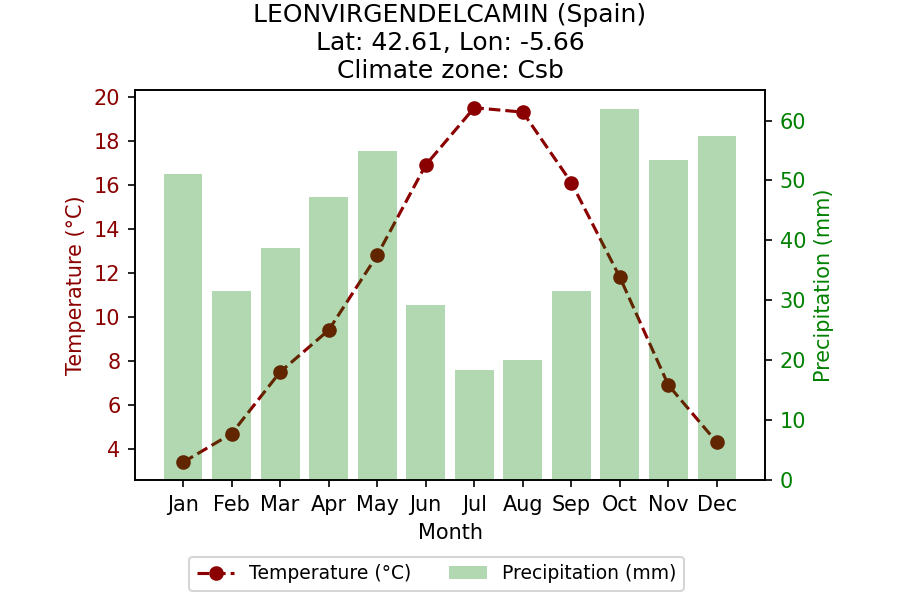 LEONVIRGENDELCAMIN (Spain)
Lat: 42.61, Lon: -5.66
Climate zone: Csb
Temperature (°C)
20
18
16
14
12
10
8
6
4
Precipitation (mm)
60
50
40
30
20
10
0
Jan Feb Mar Apr May Jun Jul Aug Sep Oct Nov Dec
Month
Temperature (°C) Precipitation (mm)